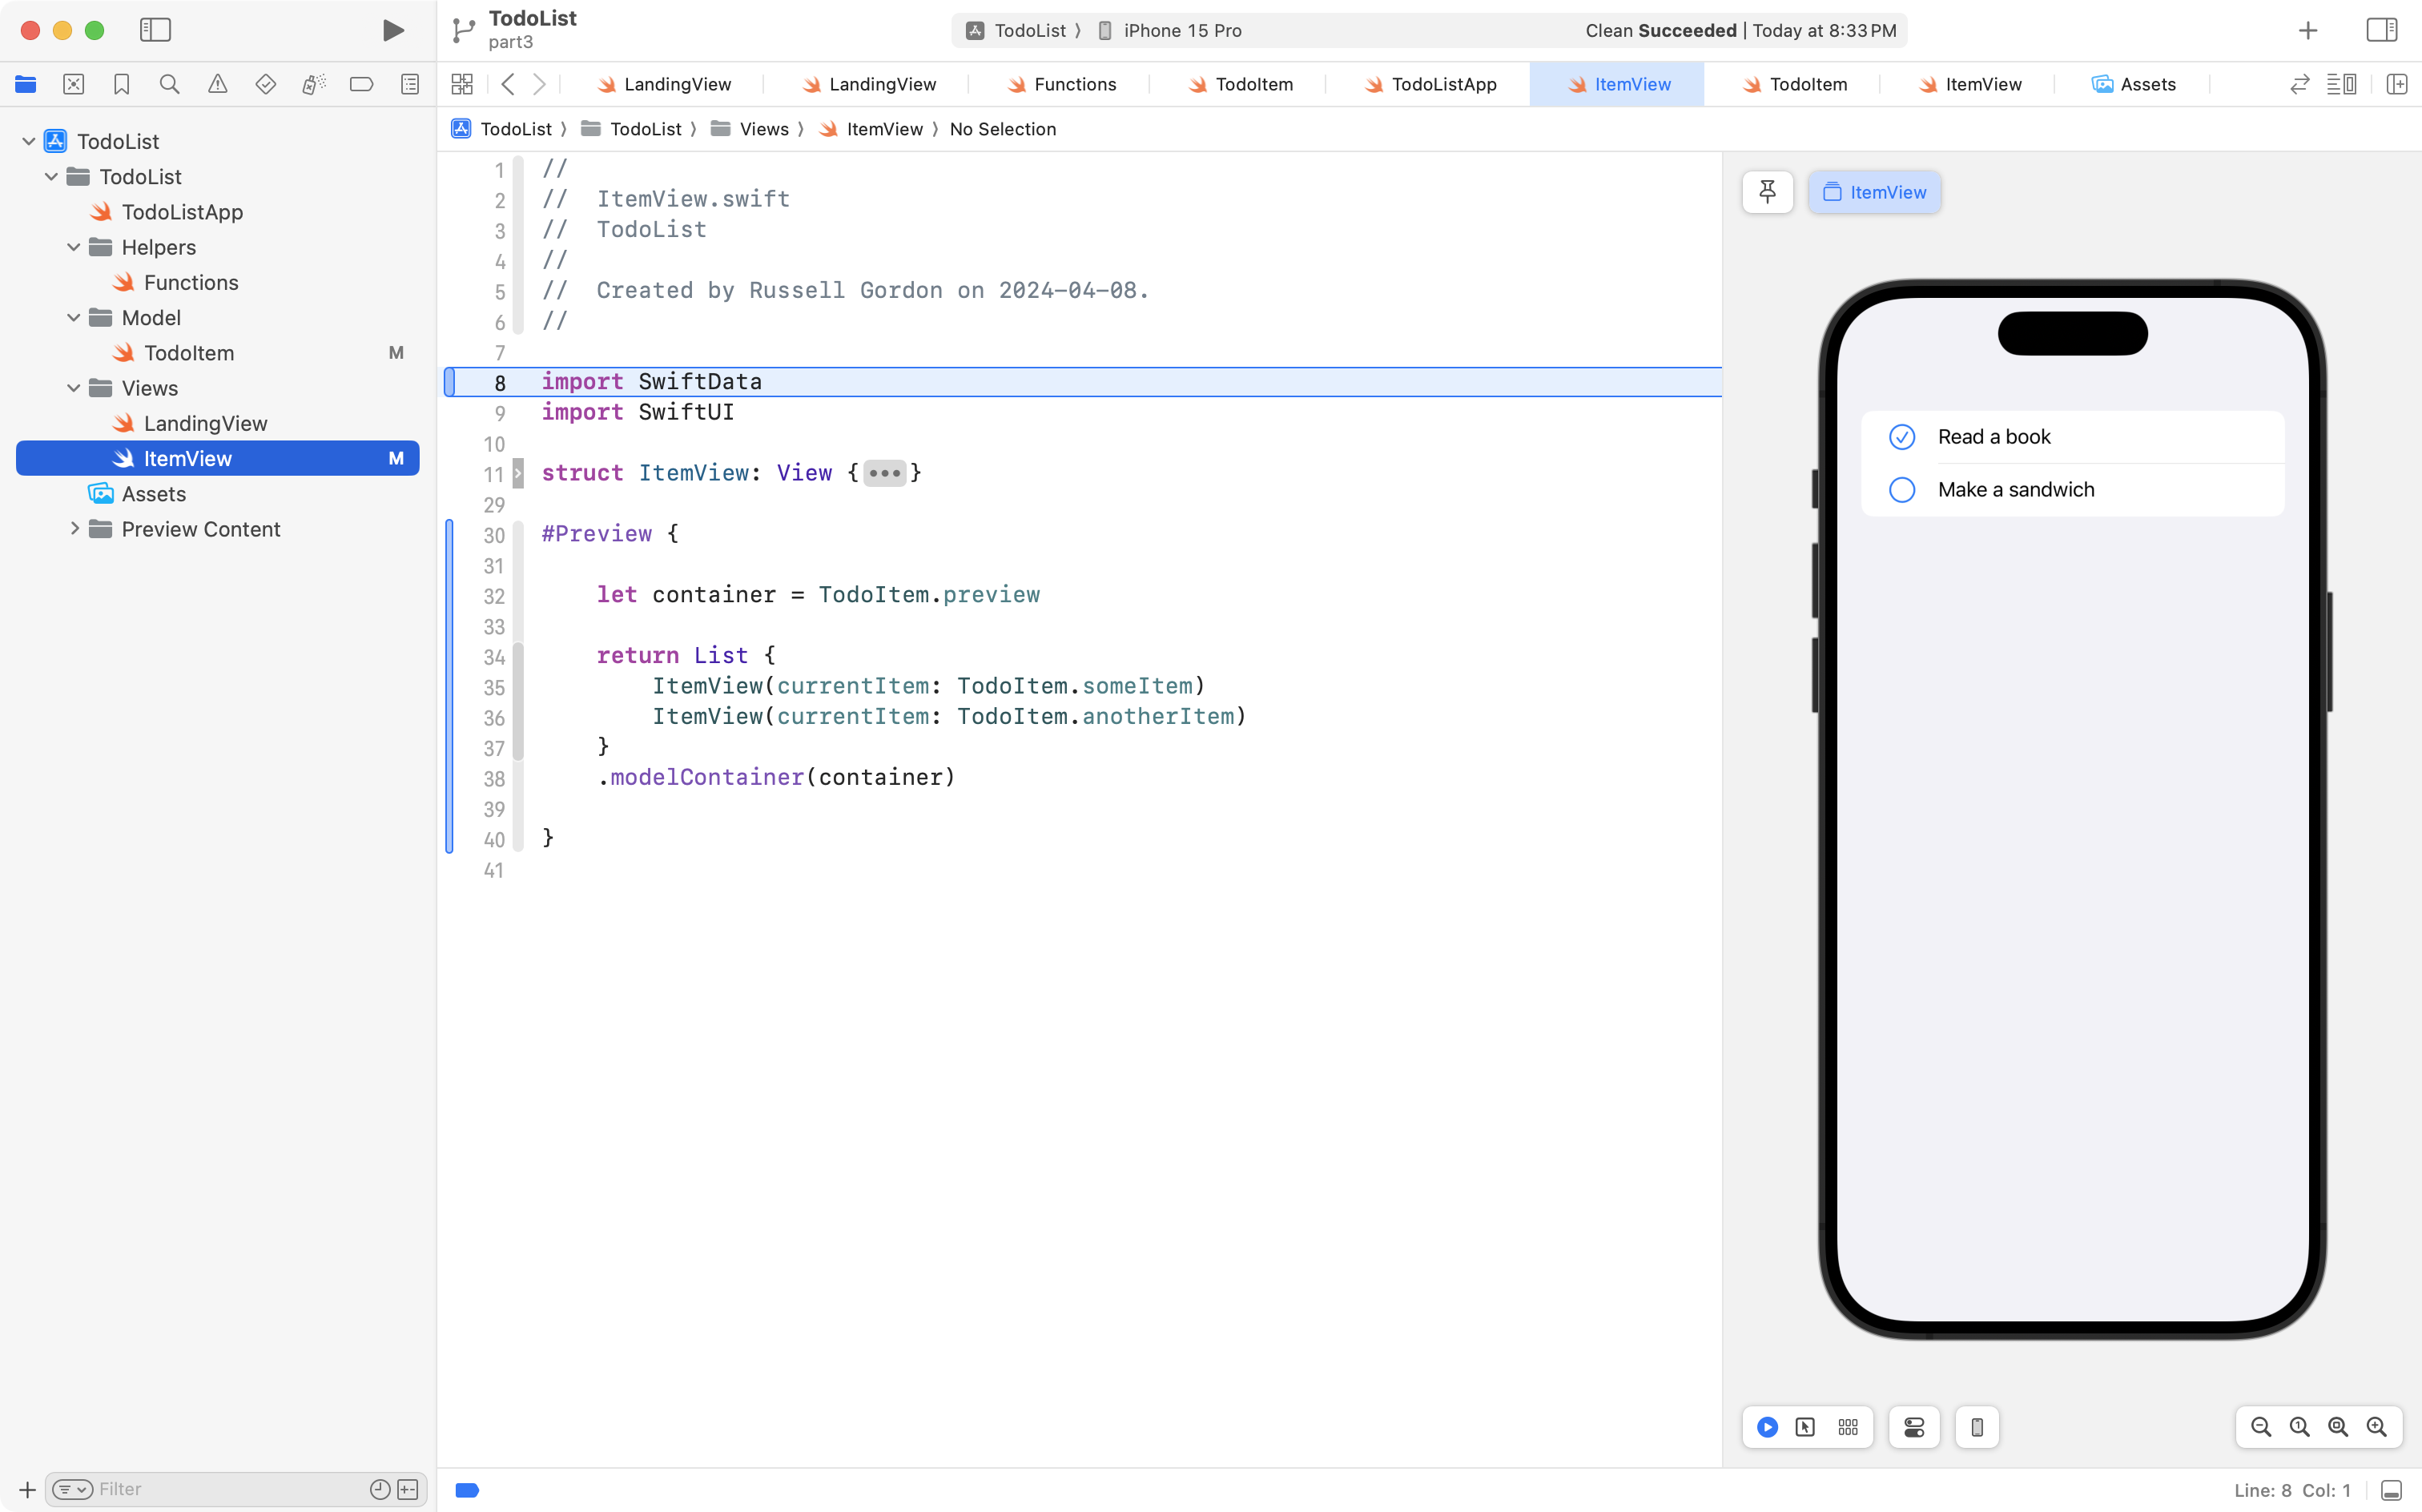 TodoList
part3
TodoList ⟩ iPhone 15 Pro
Clean Succeeded | Today at 8:33 PM
LandingView
LandingView
Functions
TodoItem
TodoListApp
ItemView
TodoItem
ItemView
Assets
TodoList ⟩ TodoList ⟩ Views ⟩ ItemView ⟩ No Selection
TodoList
TodoList
TodoListApp
Helpers
Functions
Model
TodoItem M
Views
LandingView
ItemView M
Assets
Preview Content
Filter
1 //
2 //  ItemView.swift
3 //  TodoList
4 //
5 //  Created by Russell Gordon on 2024-04-08.
6 //
7
8 import SwiftData
9 import SwiftUI
10
11 struct ItemView: View {•••}
29
30 #Preview {
31
32     let container = TodoItem.preview
33
34     return List {
35         ItemView(currentItem: TodoItem.someItem)
36         ItemView(currentItem: TodoItem.anotherItem)
37     }
38     .modelContainer(container)
39
40 }
41
ItemView
Read a book
Make a sandwich
Line: 8 Col: 1